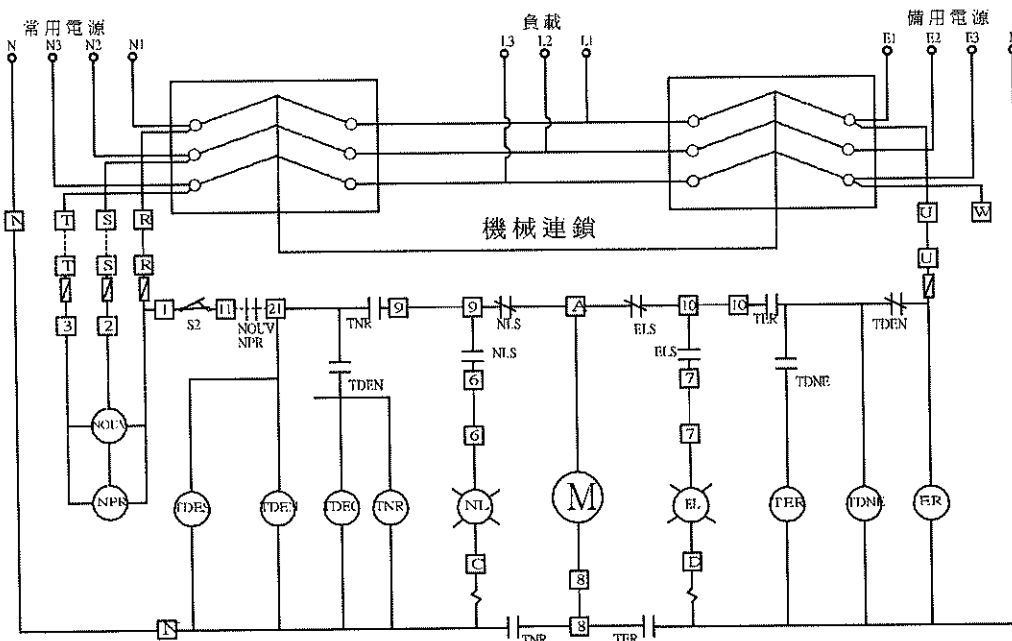 常用電源
負載
備用電源
N N3 N2 N1
L3 L2 L1
E1 E2 E3
機械連鎖
N T S R
U W
T S R
U
1 11 21 9 9 A 10 10
S2
NOUV
NPR
TNR
NLS
ELS
TER
TDEN
3 2
TDEN
NLS
ELS
TDNE
6
7
6
7
NOUV
NPR
TDES
TDEN
TDEC
TNR
NL
M
EL
TER
TDNE
ER
C
8
D
N
TNR
8
TER